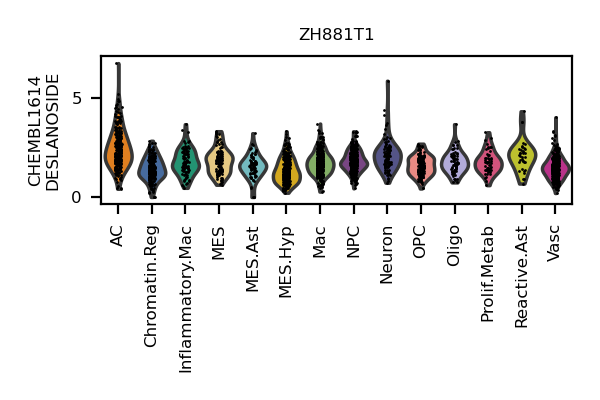 ZH881T1
CHEMBL1614
DESLANOSIDE
5
0
AC
Chromatin.Reg
Inflammatory.Mac
MES
MES.Ast
MES.Hyp
Mac
NPC
Neuron
OPC
Oligo
Prolif.Metab
Reactive.Ast
Vasc